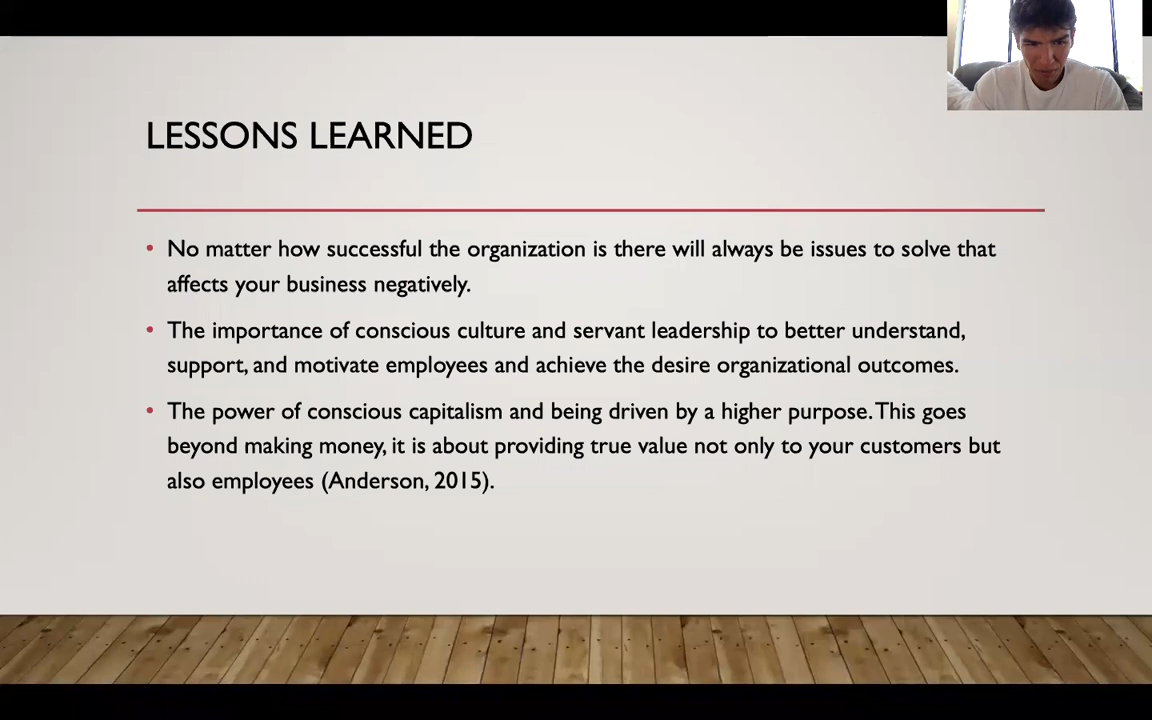 LESSONS LEARNED
• No matter how successful the organization is there will always be issues to solve that
affects your business negatively.
• The importance of conscious culture and servant leadership to better understand,
support, and motivate employees and achieve the desire organizational outcomes.
• The power of conscious capitalism and being driven by a higher purpose. This goes
beyond making money, it is about providing true value not only to your customers but
also employees (Anderson, 2015).